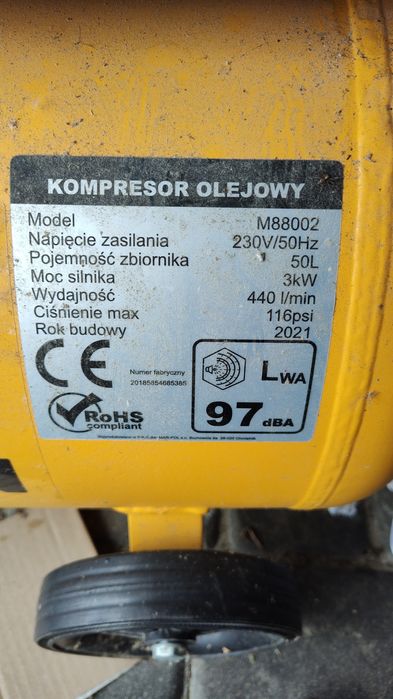 KOMPRESOR OLEJOWY
Model M88002
Napięcie zasilania 230V/50Hz
Pojemność zbiornika 50L
Moc silnika 3kW
Wydajność 440 l/min
Ciśnienie max 116psi
Rok budowy 2021
CE
Numer fabryczny
20185854685385
LWA
97 dBA
RoHS
compliant